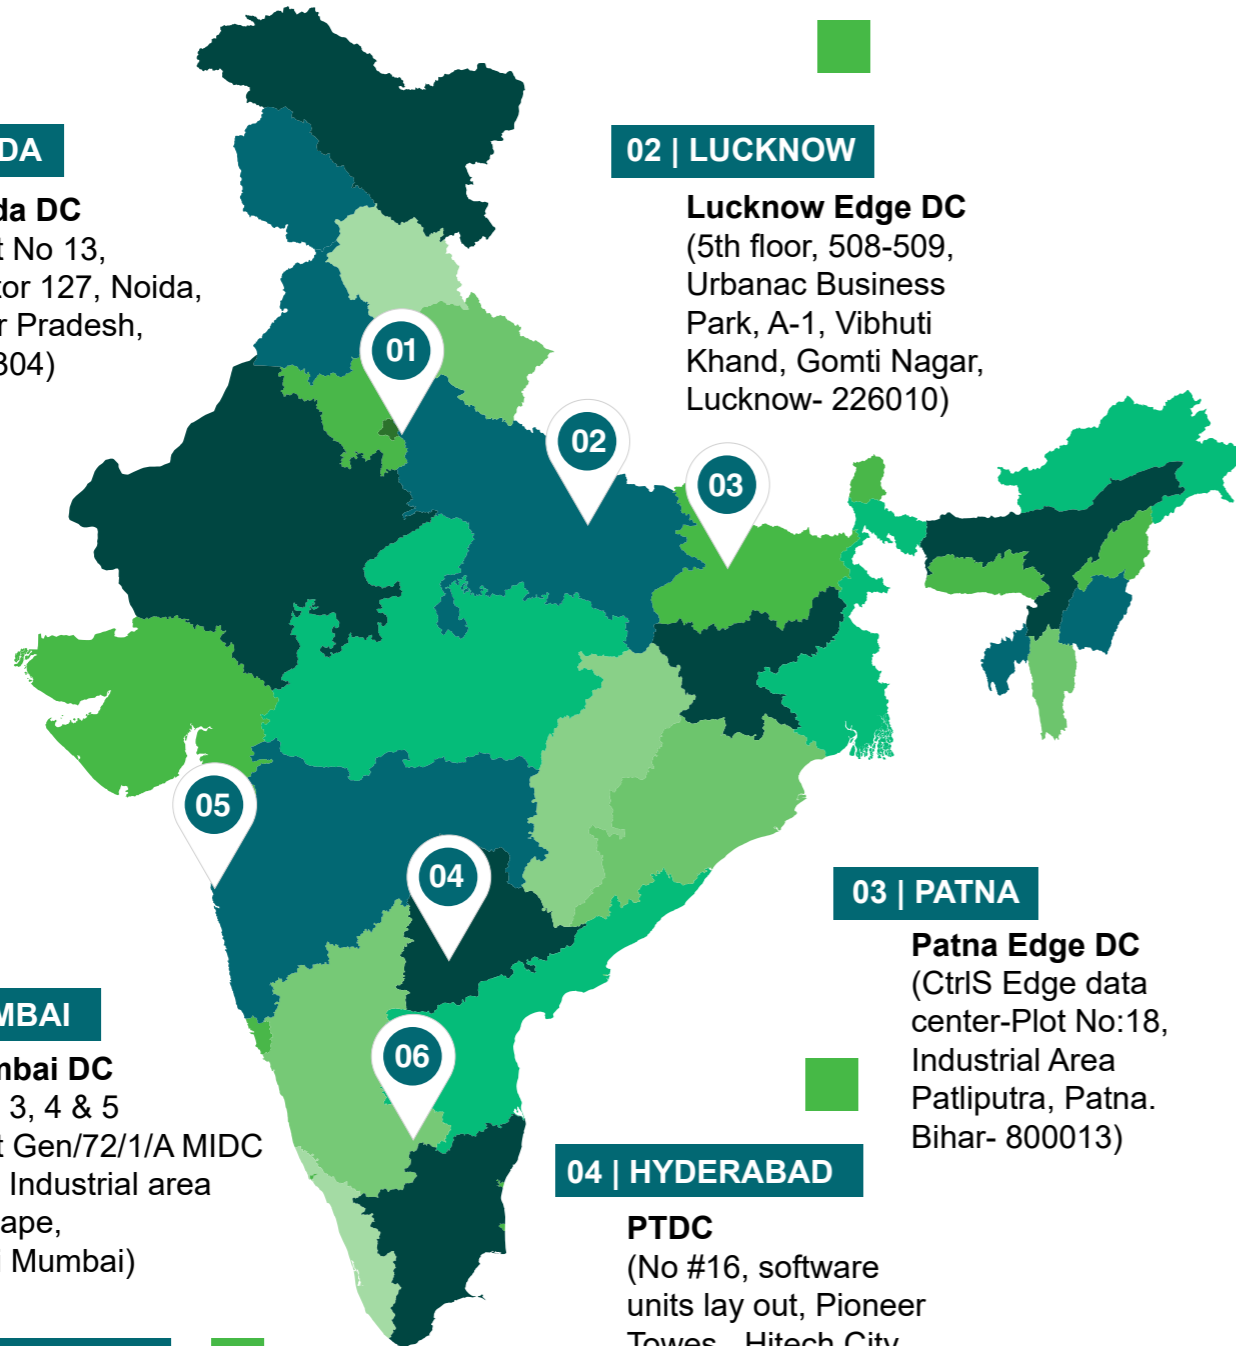 DA
da DC
t No 13,
tor 127, Noida,
r Pradesh,
304)
02 | LUCKNOW
Lucknow Edge DC
(5th floor, 508-509,
Urbanac Business
Park, A-1, Vibhuti
Khand, Gomti Nagar,
Lucknow- 226010)
01
02
03
05
04
06
03 | PATNA
Patna Edge DC
(CtrlS Edge data
center-Plot No:18,
Industrial Area
Patliputra, Patna.
Bihar- 800013)
MBAI
mbai DC
3, 4 & 5
t Gen/72/1/A MIDC
Industrial area
ape,
i Mumbai)
04 | HYDERABAD
PTDC
(No #16, software
units lay out, Pioneer
Towes, Hitech City